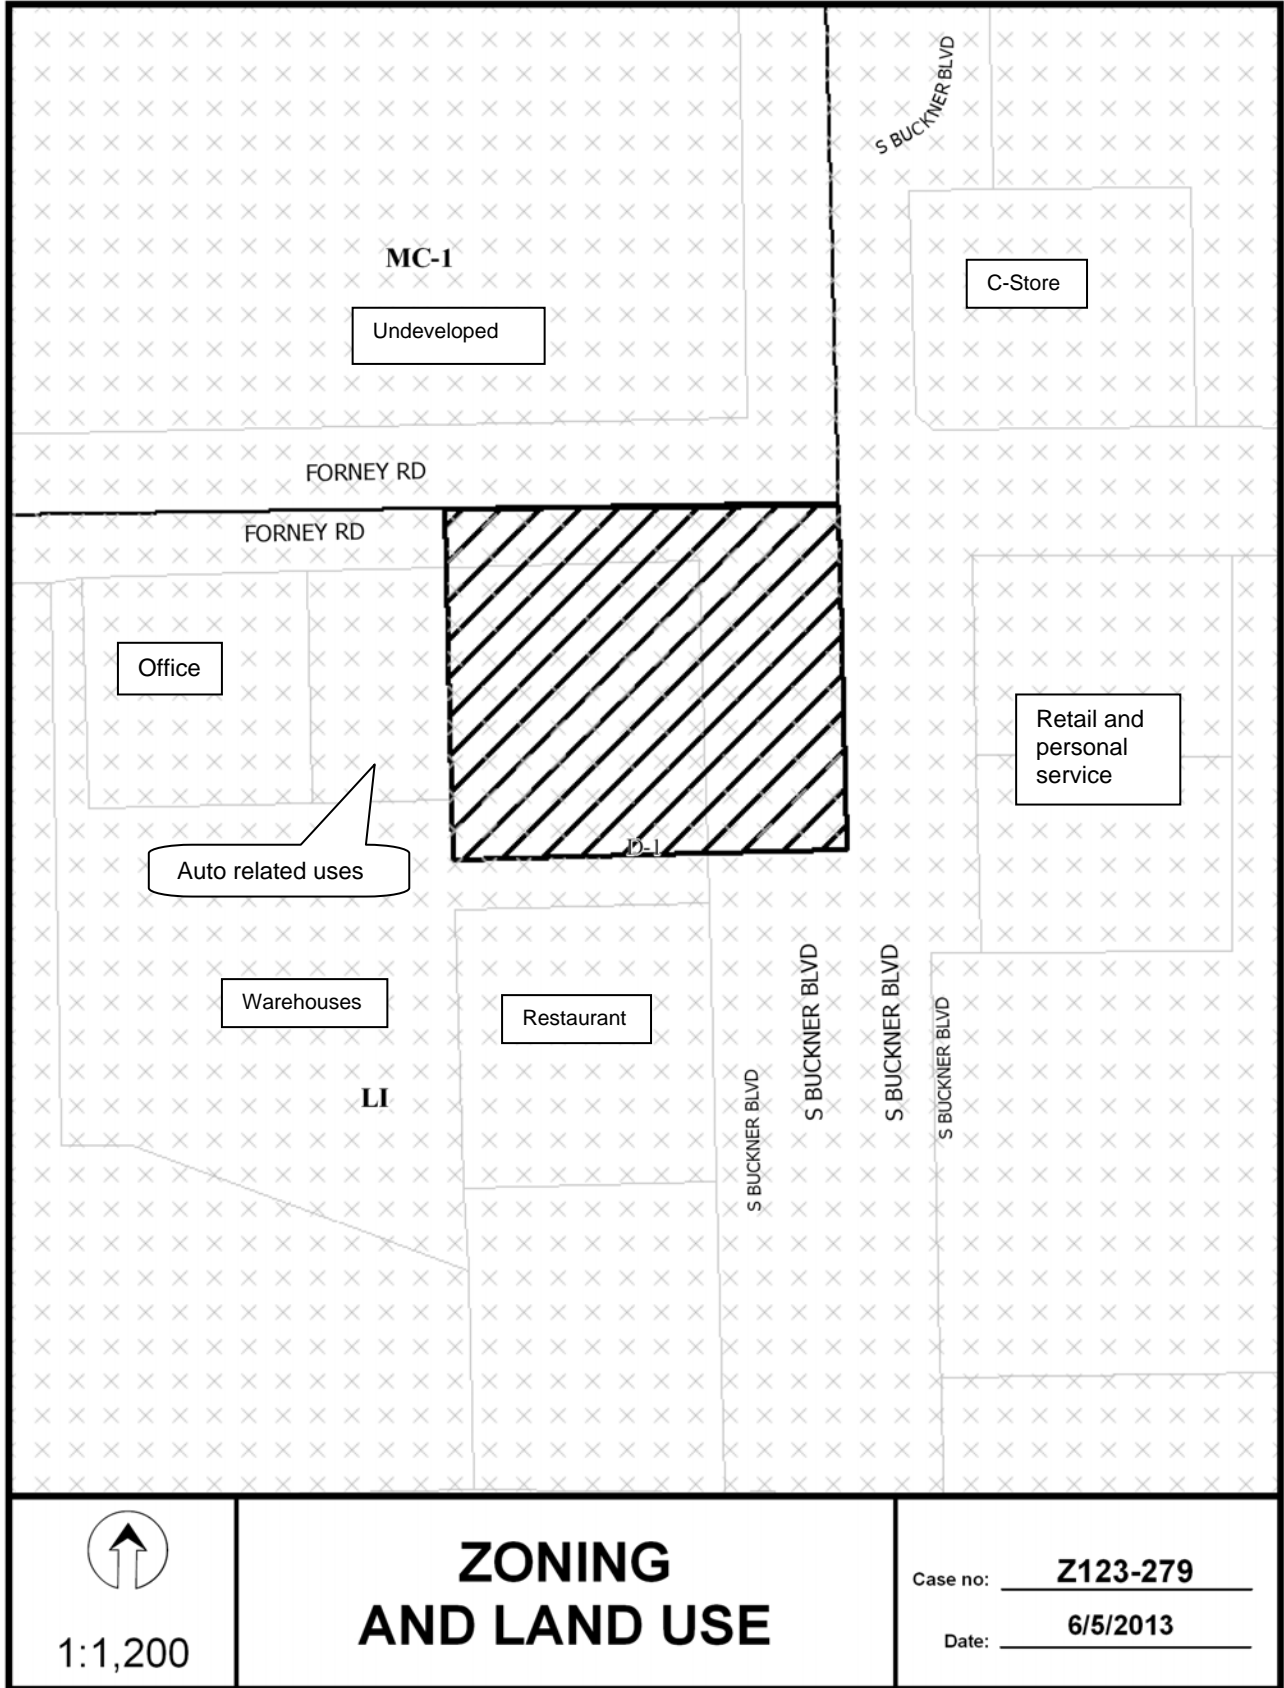 S BUCKNER BLVD
MC-1
C-Store
Undeveloped
FORNEY RD
FORNEY RD
Office
Retail and
personal
service
D-1
Auto related uses
Warehouses
Restaurant
S BUCKNER BLVD
S BUCKNER BLVD
S BUCKNER BLVD
S BUCKNER BLVD
LI
1:1,200
ZONING
AND LAND USE
Case no: Z123-279
Date: 6/5/2013